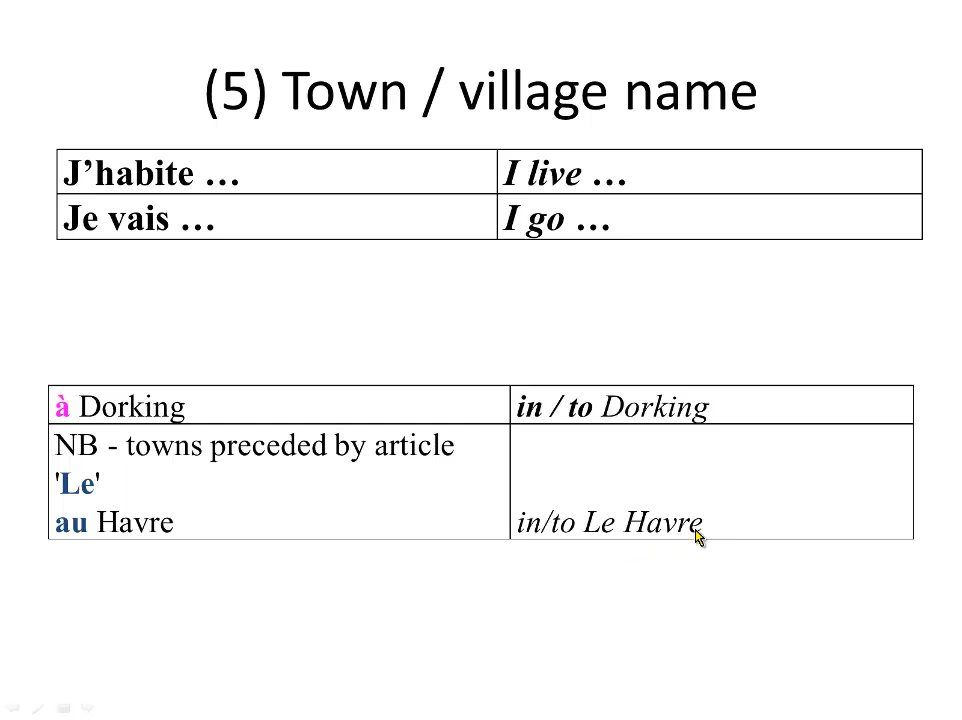 (5) Town / village name
J’habite …
I live …
Je vais …
I go …
à Dorking
in / to Dorking
NB - towns preceded by article
'Le'
au Havre
in/to Le Havre